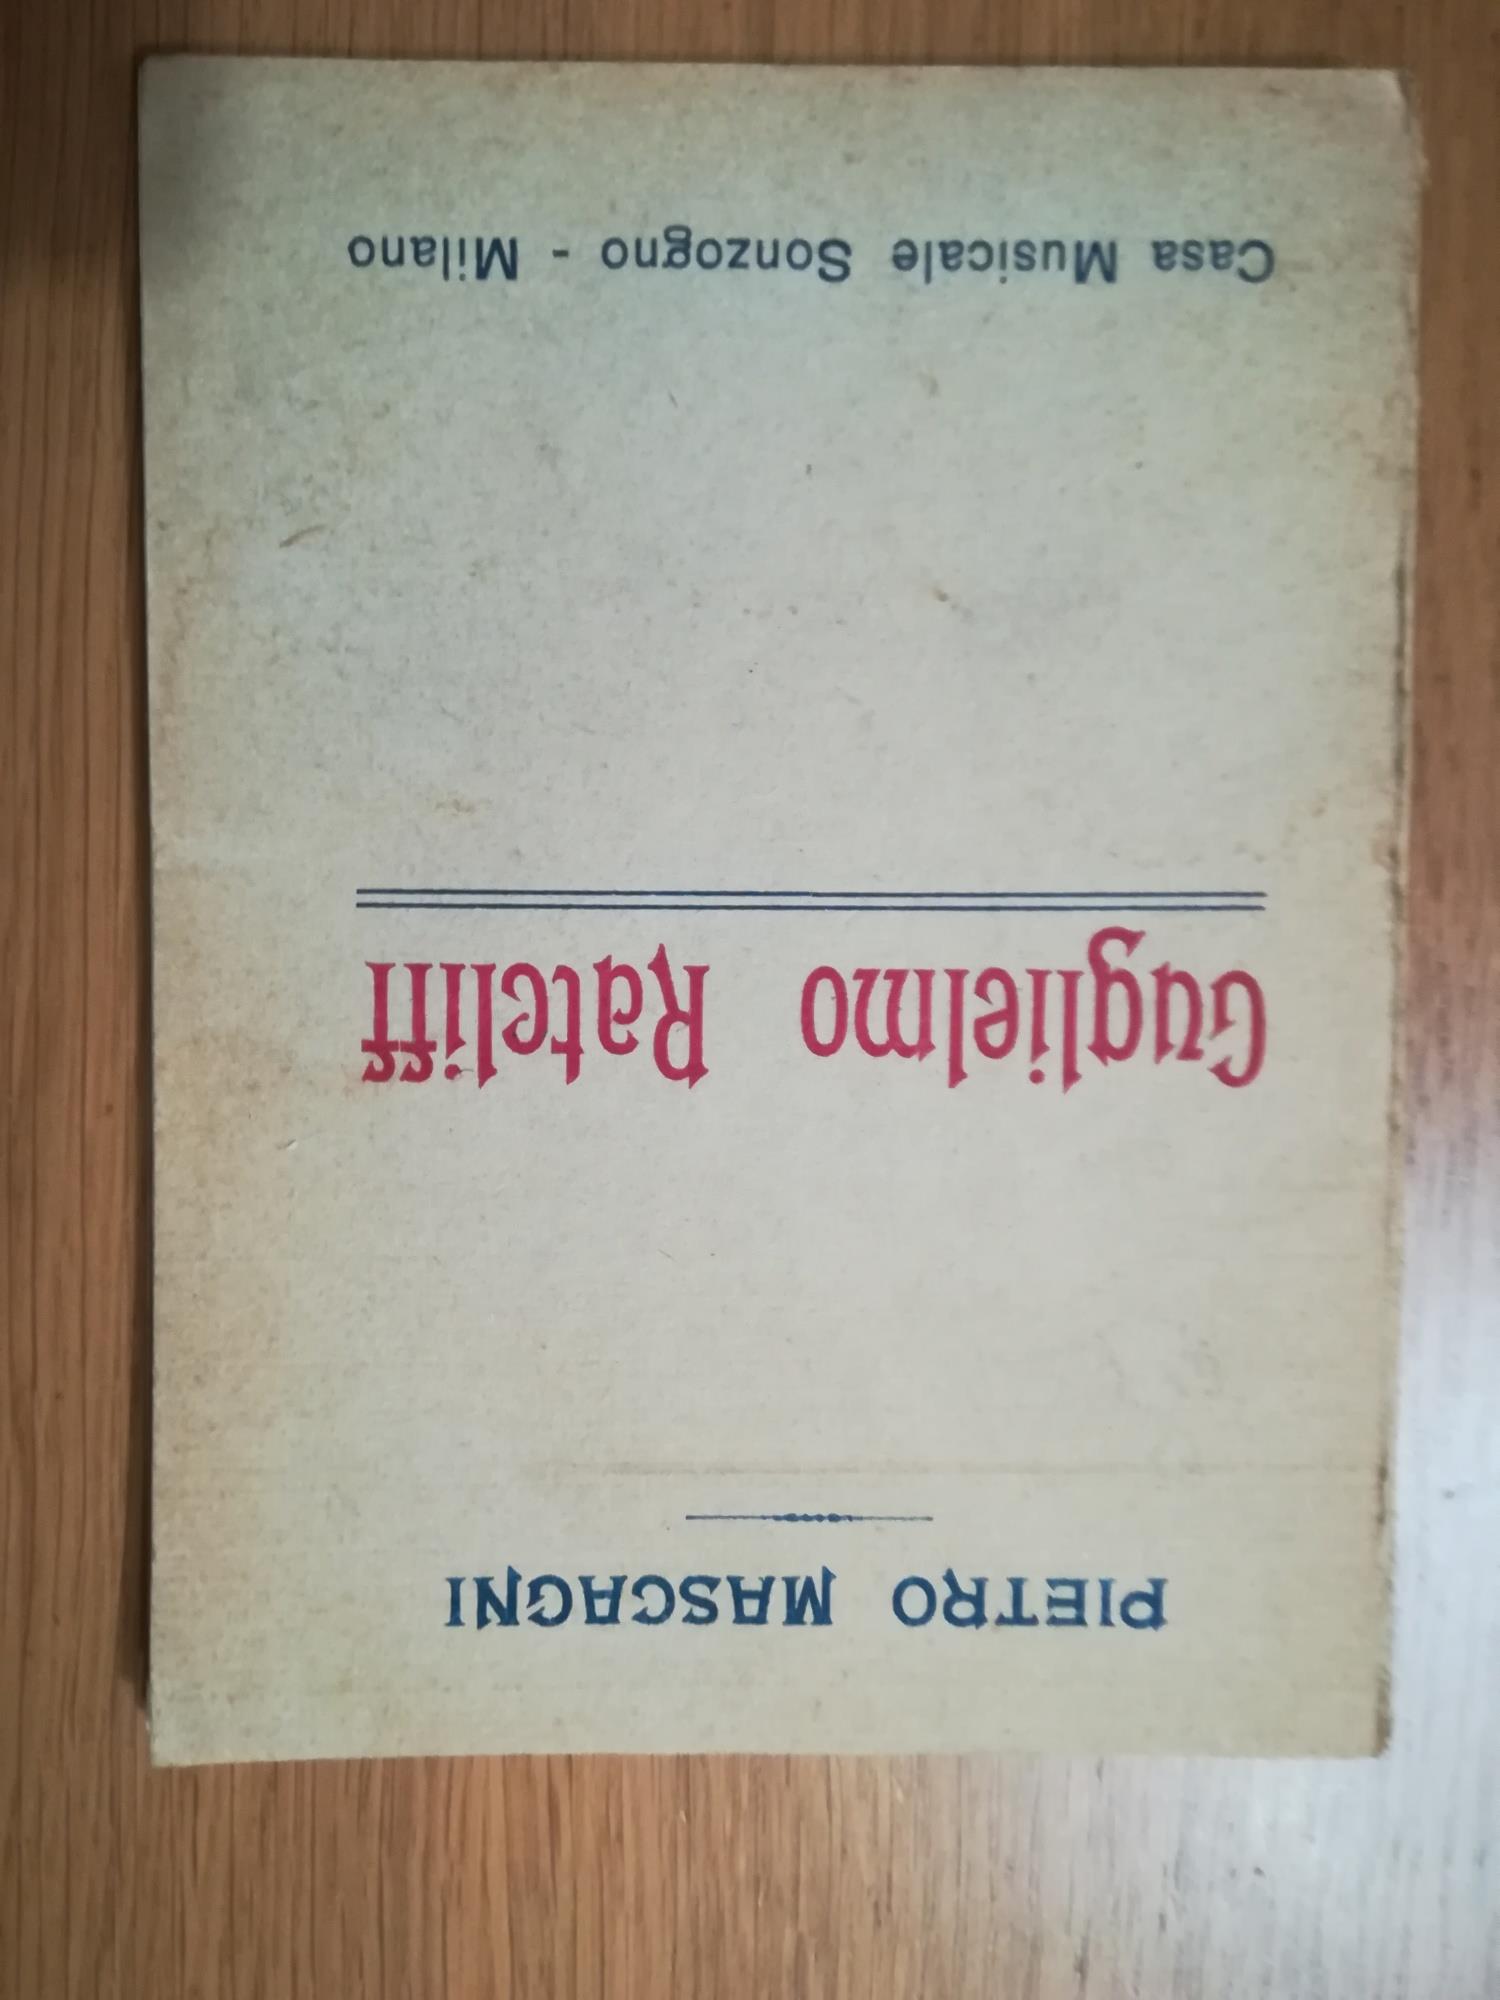 PIETRO MASCAGNI
Guglielmo Ratcliff
Casa Musicale Sonzogno - Milano